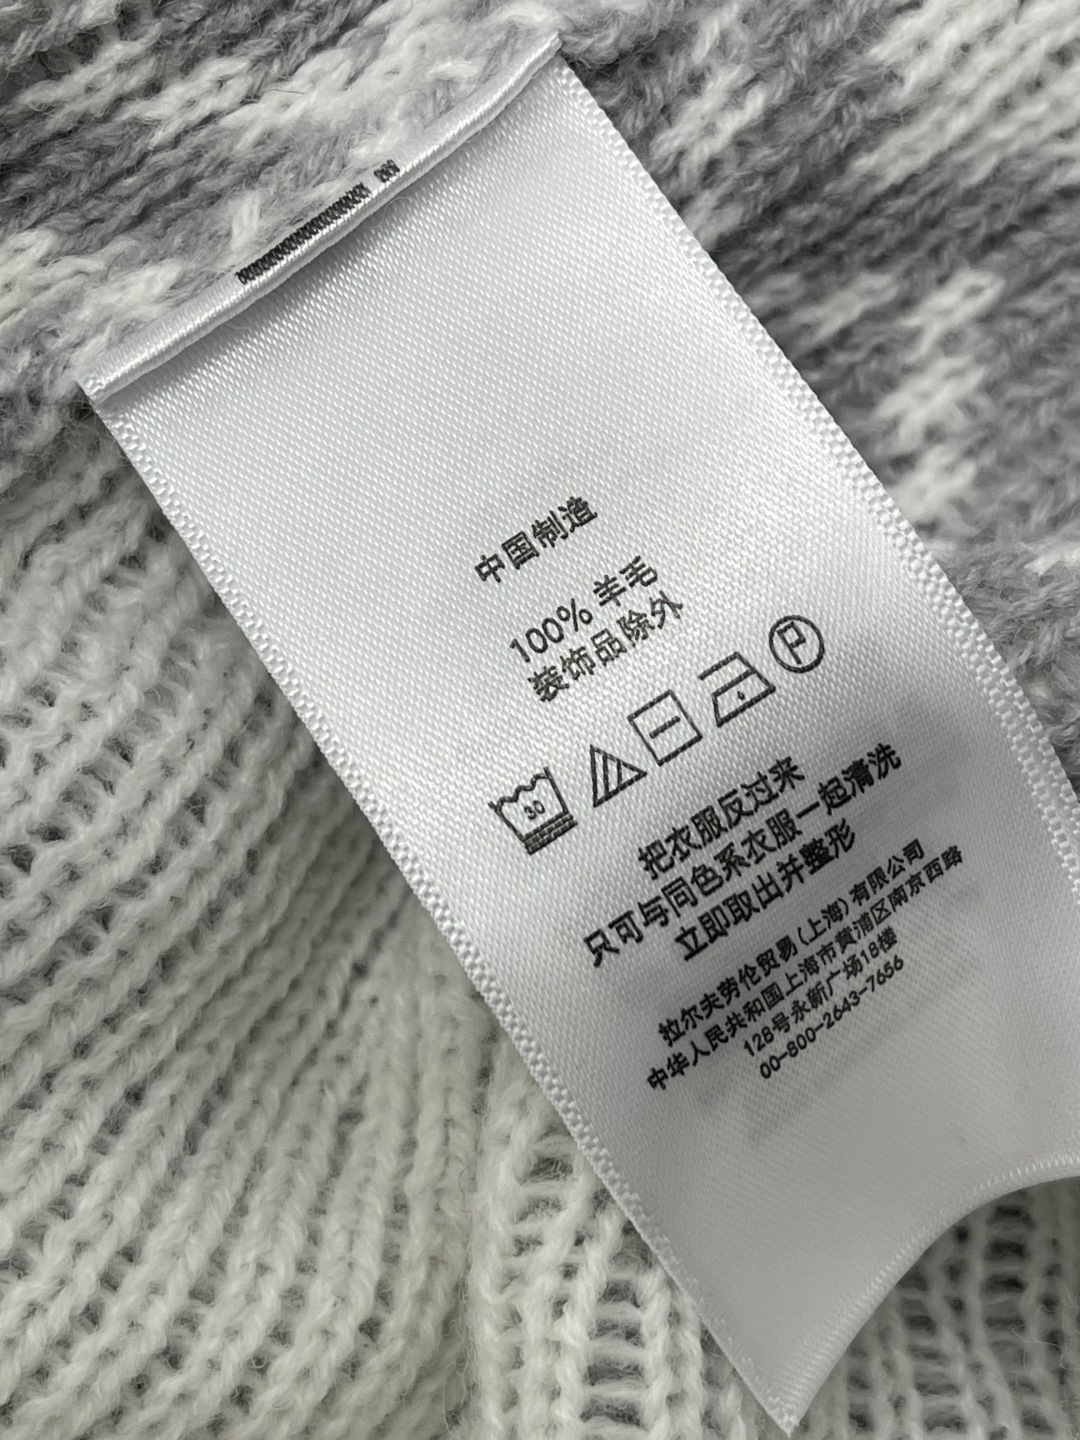 中国制造
100% 羊毛
装饰品除外
30
P
把衣服反过来
只可与同色系衣服一起清洗
立即取出并整形
拉尔夫劳伦贸易(上海)有限公司
中华人民共和国上海市黄浦区南京西路
128号永新广场18楼
00-800-2643-7656